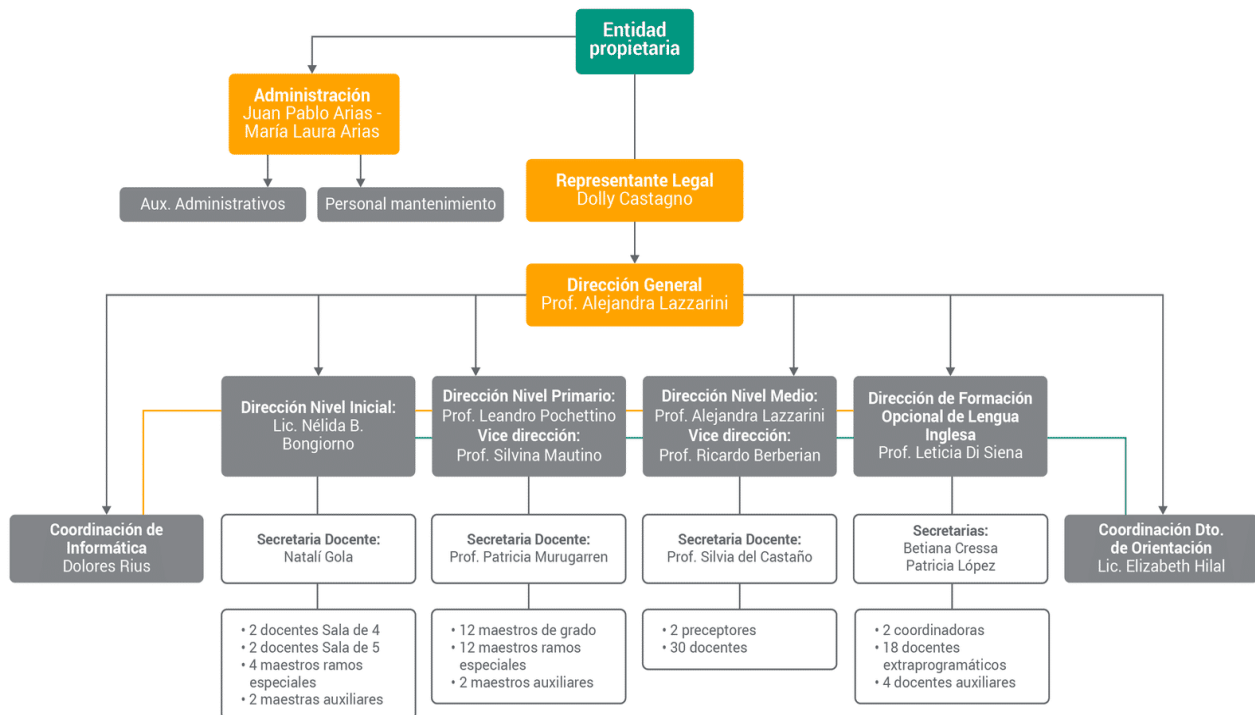 Entidad
propietaria
Administración
Juan Pablo Arias -
María Laura Arias
Aux. Administrativos
Personal mantenimiento
Representante Legal
Dolly Castagno
Dirección General
Prof. Alejandra Lazzarini
Dirección Nivel Inicial:
Lic. Nélida B.
Bongiorno
Dirección Nivel Primario:
Prof. Leandro Pochettino
Vice dirección:
Prof. Silvina Mautino
Dirección Nivel Medio:
Prof. Alejandra Lazzarini
Vice dirección:
Prof. Ricardo Berberian
Dirección de Formación
Opcional de Lengua
Inglesa
Prof. Leticia Di Siena
Coordinación de
Informática
Dolores Rius
Secretaria Docente:
Natalí Gola
Secretaria Docente:
Prof. Patricia Murugarren
Secretaria Docente:
Prof. Silvia del Castaño
Secretarias:
Betiana Cressa
Patricia López
Coordinación Dto.
de Orientación
Lic. Elizabeth Hilal
• 2 docentes Sala de 4
• 2 docentes Sala de 5
• 4 maestros ramos
especiales
• 2 maestras auxiliares
• 12 maestros de grado
• 12 maestros ramos
especiales
• 2 maestros auxiliares
• 2 preceptores
• 30 docentes
• 2 coordinadoras
• 18 docentes
extraprogramáticos
• 4 docentes auxiliares